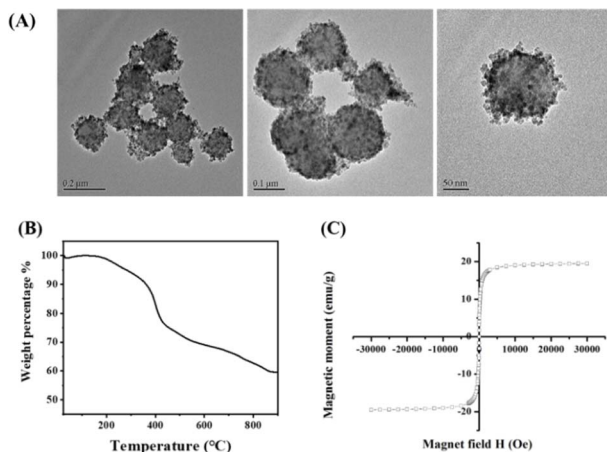 (A)
0.2 μm
0.1 μm
50 nm
(B)
100
90
80
70
60
50
Weight percentage %
200
400
600
800
Temperature (°C)
(C)
20
10
0
-10
-20
-30000
-20000
-10000
10000
20000
30000
Magnetic moment (emu/g)
Magnet field H (Oe)